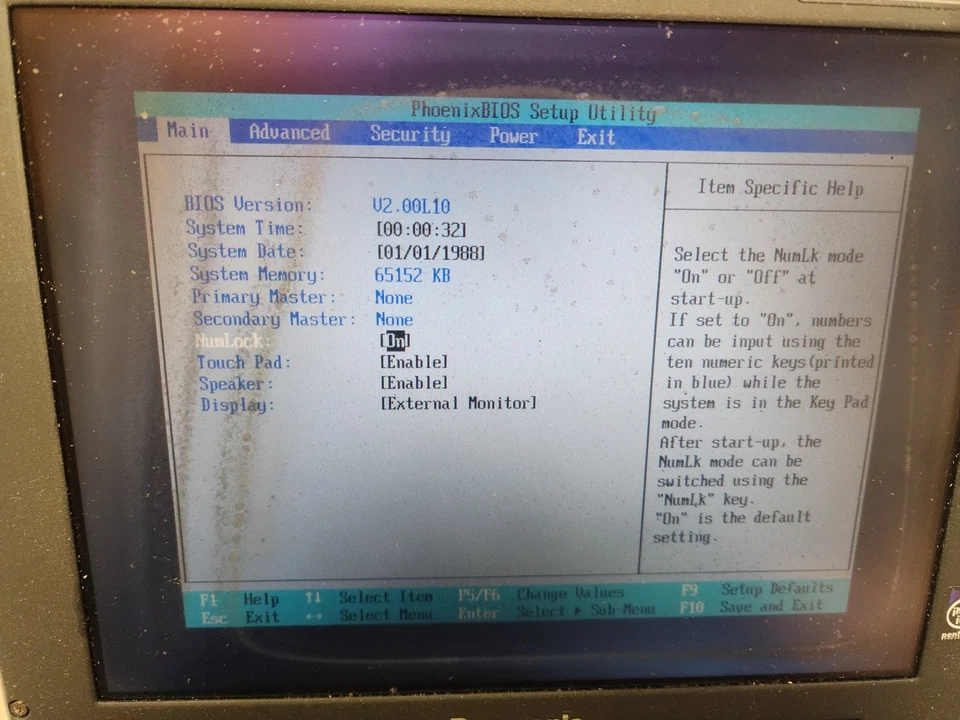 PhoenixBIOS Setup Utility
Main Advanced Security Power Exit
BIOS Version: V2.00L10
System Time: [00:00:32]
System Date: [01/01/1988]
System Memory: 65152 KB
Primary Master: None
Secondary Master: None
NumLock: [On]
Touch Pad: [Enable]
Speaker: [Enable]
Display: [External Monitor]
Item Specific Help
Select the NumLk mode
"On" or "Off" at
start-up.
If set to "On", numbers
can be input using the
ten numeric keys(printed
in blue) while the
system is in the Key Pad
mode.
After start-up, the
NumLk mode can be
switched using the
"NumLk" key.
"On" is the default
setting.
F1 Help ↑↓ Select Item F5/F6 Change Values F9 Setup Defaults
Esc Exit ↔ Select Menu Enter Select ▶ Sub-Menu F10 Save and Exit